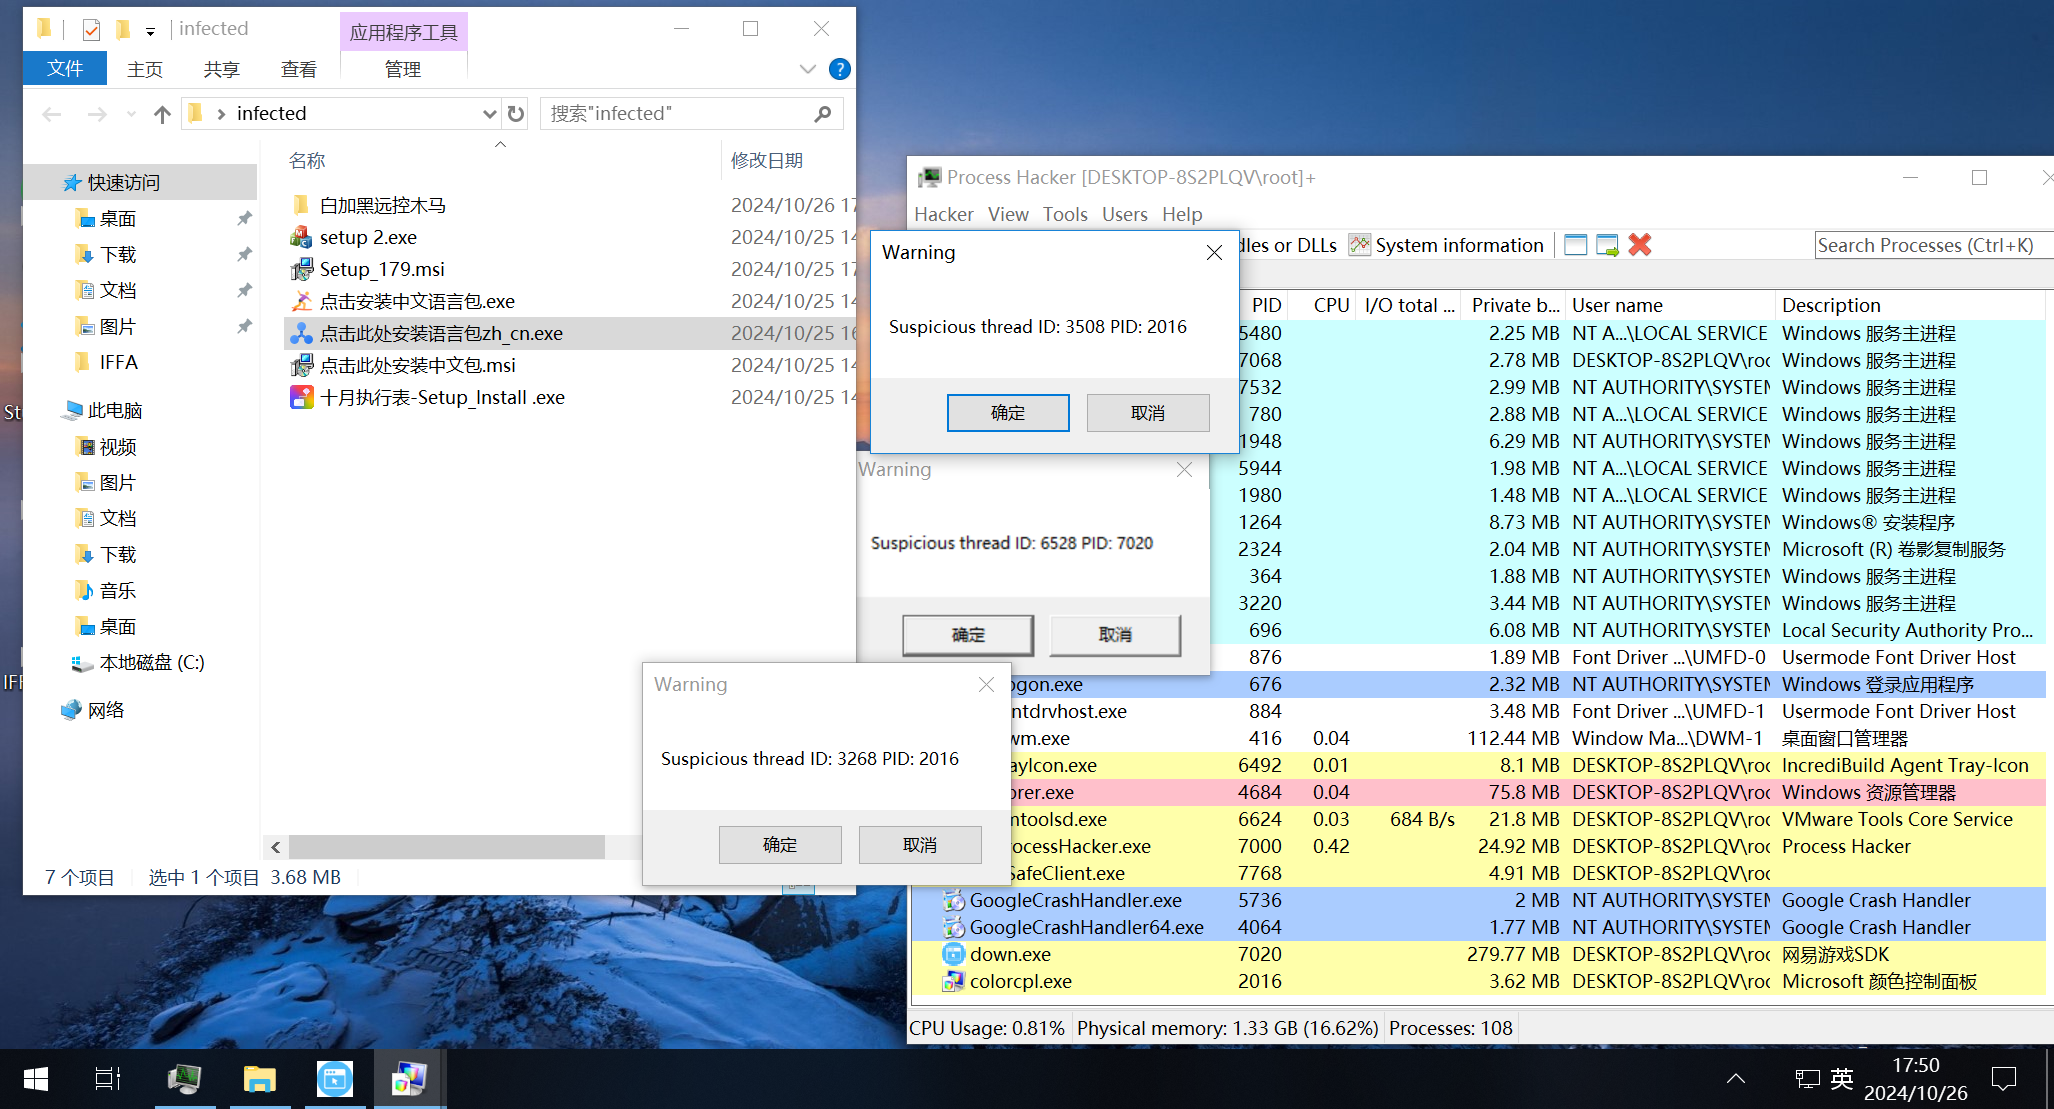 infected
应用程序工具
文件
主页
共享
查看
管理
infected
搜索"infected"
名称
修改日期
快速访问
桌面
下载
文档
图片
IFFA
此电脑
视频
图片
文档
下载
音乐
桌面
本地磁盘 (C:)
网络
白加黑远控木马 2024/10/26 17
setup 2.exe 2024/10/25 14
Setup_179.msi 2024/10/25 17
点击安装中文语言包.exe 2024/10/25 14
点击此处安装语言包zh_cn.exe 2024/10/25 16
点击此处安装中文包.msi 2024/10/25 14
十月执行表-Setup_Install .exe 2024/10/25 14
7 个项目 选中 1 个项目 3.68 MB
Warning
Suspicious thread ID: 3508 PID: 2016
确定 取消
Warning
Suspicious thread ID: 6528 PID: 7020
确定 取消
Warning
Suspicious thread ID: 3268 PID: 2016
确定 取消
Process Hacker [DESKTOP-8S2PLQV\root]+
Hacker View Tools Users Help
dles or DLLs System information Search Processes (Ctrl+K)
PID CPU I/O total ... Private b... User name Description
5480 2.25 MB NT A...\LOCAL SERVICE Windows 服务主进程
7068 2.78 MB DESKTOP-8S2PLQV\roo Windows 服务主进程
7532 2.99 MB NT AUTHORITY\SYSTEM Windows 服务主进程
780 2.88 MB NT A...\LOCAL SERVICE Windows 服务主进程
1948 6.29 MB NT AUTHORITY\SYSTEM Windows 服务主进程
5944 1.98 MB NT A...\LOCAL SERVICE Windows 服务主进程
1980 1.48 MB NT A...\LOCAL SERVICE Windows 服务主进程
1264 8.73 MB NT AUTHORITY\SYSTEM Windows® 安装程序
2324 2.04 MB NT AUTHORITY\SYSTEM Microsoft (R) 卷影复制服务
364 1.88 MB NT AUTHORITY\SYSTEM Windows 服务主进程
3220 3.44 MB NT AUTHORITY\SYSTEM Windows 服务主进程
696 6.08 MB NT AUTHORITY\SYSTEM Local Security Authority Pro...
876 1.89 MB Font Driver ...\UMFD-0 Usermode Font Driver Host
ogon.exe 676 2.32 MB NT AUTHORITY\SYSTEM Windows 登录应用程序
ntdrvhost.exe 884 3.48 MB Font Driver ...\UMFD-1 Usermode Font Driver Host
wm.exe 416 0.04 112.44 MB Window Ma...\DWM-1 桌面窗口管理器
ayIcon.exe 6492 0.01 8.1 MB DESKTOP-8S2PLQV\roo IncrediBuild Agent Tray-Icon
orer.exe 4684 0.04 75.8 MB DESKTOP-8S2PLQV\roo Windows 资源管理器
ntoolsd.exe 6624 0.03 684 B/s 21.8 MB DESKTOP-8S2PLQV\roo VMware Tools Core Service
rocessHacker.exe 7000 0.42 24.92 MB DESKTOP-8S2PLQV\roo Process Hacker
SafeClient.exe 7768 4.91 MB DESKTOP-8S2PLQV\roo
GoogleCrashHandler.exe 5736 2 MB NT AUTHORITY\SYSTEM Google Crash Handler
GoogleCrashHandler64.exe 4064 1.77 MB NT AUTHORITY\SYSTEM Google Crash Handler
down.exe 7020 279.77 MB DESKTOP-8S2PLQV\roo 网易游戏SDK
colorcpl.exe 2016 3.62 MB DESKTOP-8S2PLQV\roo Microsoft 颜色控制面板
CPU Usage: 0.81% Physical memory: 1.33 GB (16.62%) Processes: 108
St
IFF
英
17:50
2024/10/26